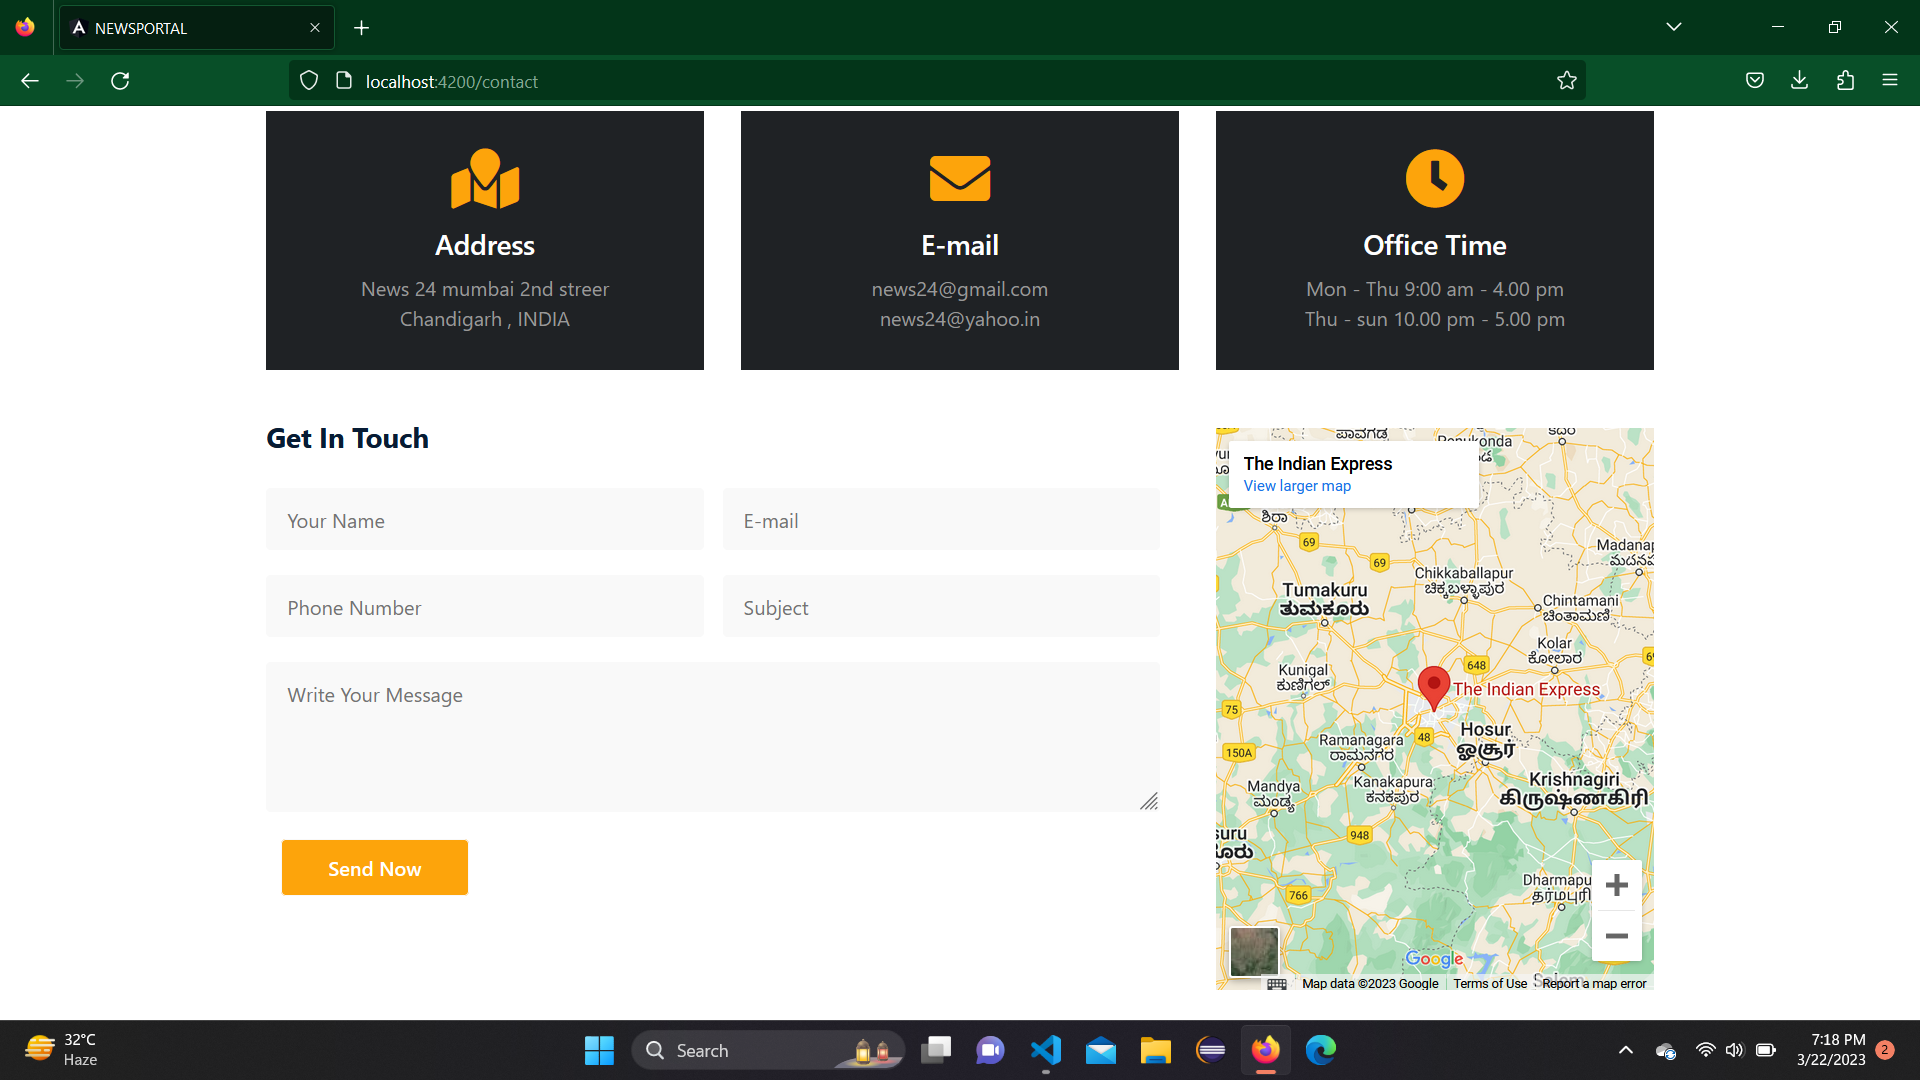 NEWSPORTAL
localhost:4200/contact
Address
News 24 mumbai 2nd streer
Chandigarh , INDIA
E-mail
news24@gmail.com
news24@yahoo.in
Office Time
Mon - Thu 9:00 am - 4.00 pm
Thu - sun 10.00 pm - 5.00 pm
Get In Touch
Your Name
E-mail
Phone Number
Subject
Write Your Message
Send Now
ಪಾವಗಡ
The Indian Express
View larger map
ಶಿರಾ
69
69
Chikkaballapur
ಚಿಕ್ಕಬಳ್ಳಾಪುರ
Tumakuru
ತುಮಕೂರು
Chintamani
ಚಿಂತಾಮಣಿ
Kolar
ಕೋಲಾರ
648
Kunigal
ಕುಣಿಗಲ್
The Indian Express
75
48
Hosur
ஓசூர்
Ramanagara
ರಾಮನಗರ
150A
Kanakapura
ಕನಕಪುರ
Mandya
ಮಂಡ್ಯ
Krishnagiri
கிருஷ்ணகிரி
948
766
Google
Map data ©2023 Google
Terms of Use
Report a map error
32°C
Haze
Search
7:18 PM
3/22/2023
2